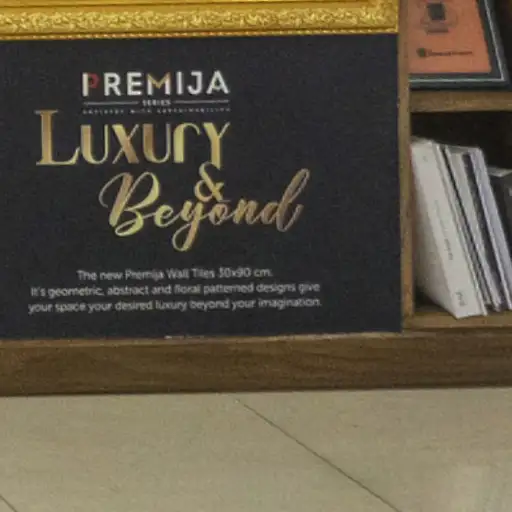 PREMIJA
SERIES
Luxury
&
Beyond
The new Premija Wall Tiles 30x90 cm.
It's geometric, abstract and floral patterned designs give
your space your desired luxury beyond your imagination.